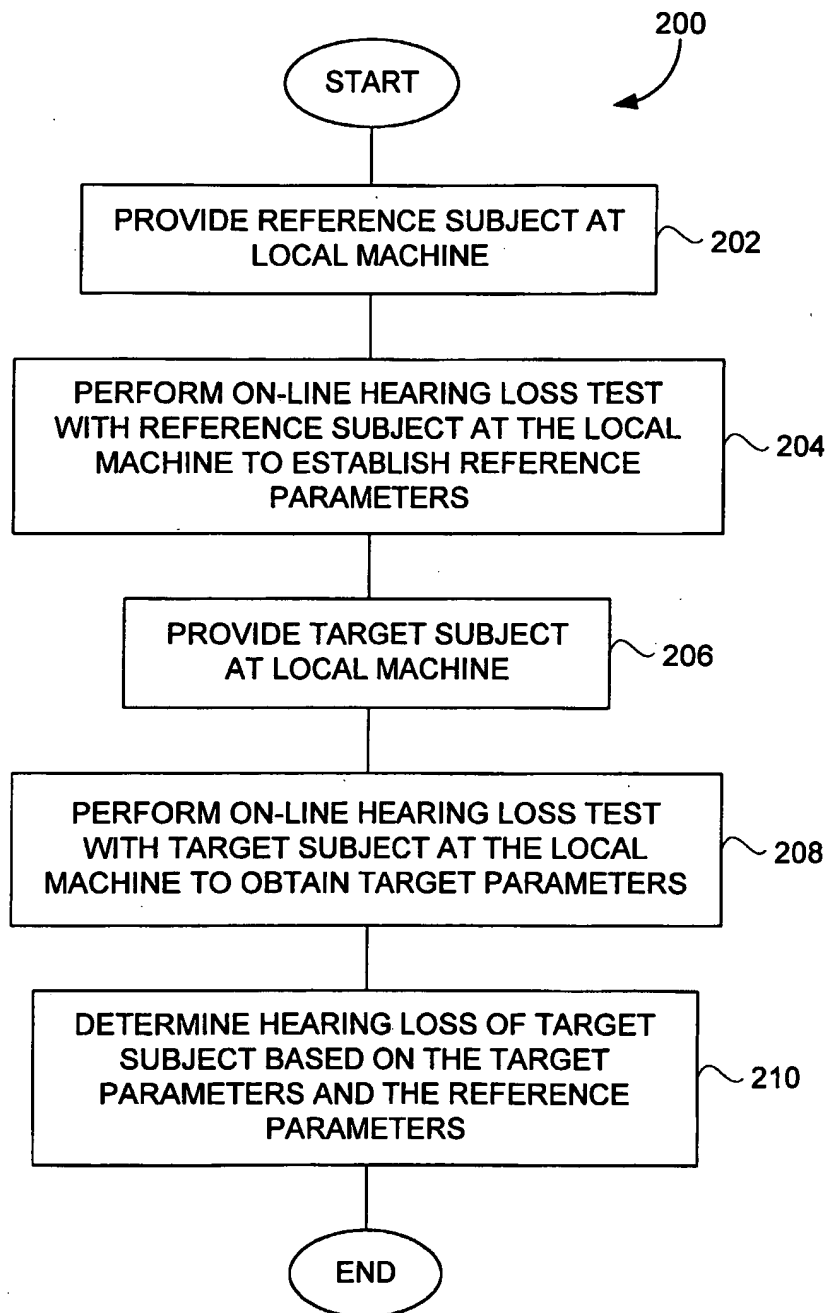 200
START
PROVIDE REFERENCE SUBJECT AT
LOCAL MACHINE
202
PERFORM ON-LINE HEARING LOSS TEST
WITH REFERENCE SUBJECT AT THE LOCAL
MACHINE TO ESTABLISH REFERENCE
PARAMETERS
204
PROVIDE TARGET SUBJECT
AT LOCAL MACHINE
206
PERFORM ON-LINE HEARING LOSS TEST
WITH TARGET SUBJECT AT THE LOCAL
MACHINE TO OBTAIN TARGET PARAMETERS
208
DETERMINE HEARING LOSS OF TARGET
SUBJECT BASED ON THE TARGET
PARAMETERS AND THE REFERENCE
PARAMETERS
210
END